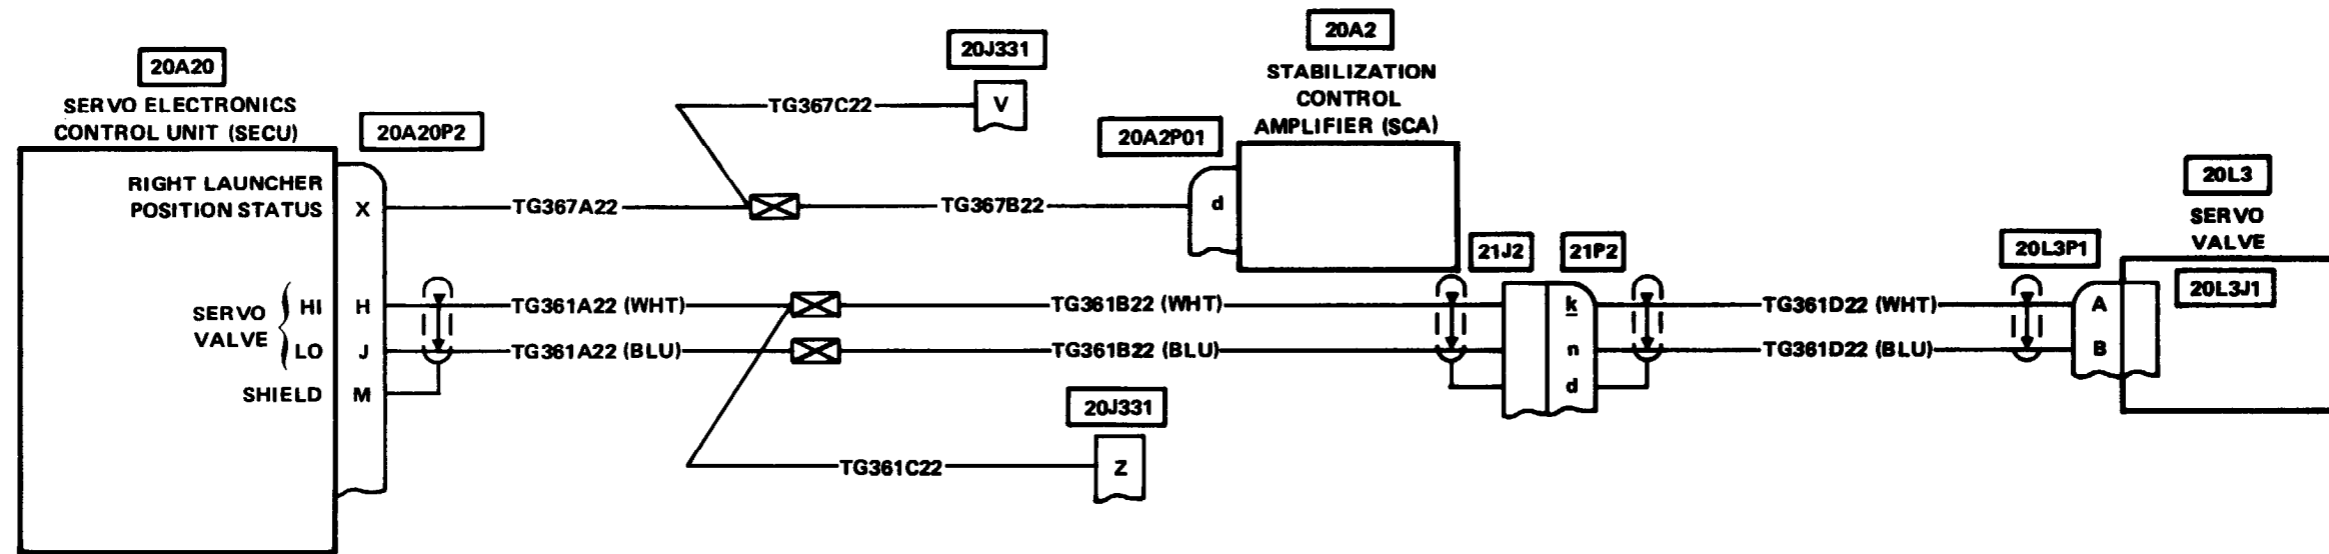 20A20
SERVO ELECTRONICS
CONTROL UNIT (SECU)
20A20P2
RIGHT LAUNCHER
POSITION STATUS
X
SERVO
VALVE
HI
H
LO
J
SHIELD
M
TG367A22
TG367C22
20J331
V
TG367B22
20A2
STABILIZATION
CONTROL
AMPLIFIER (SCA)
20A2P01
d
TG361A22 (WHT)
TG361B22 (WHT)
TG361A22 (BLU)
TG361B22 (BLU)
TG361C22
20J331
Z
21J2
21P2
k
n
d
TG361D22 (WHT)
TG361D22 (BLU)
20L3P1
A
B
20L3
SERVO
VALVE
20L3J1